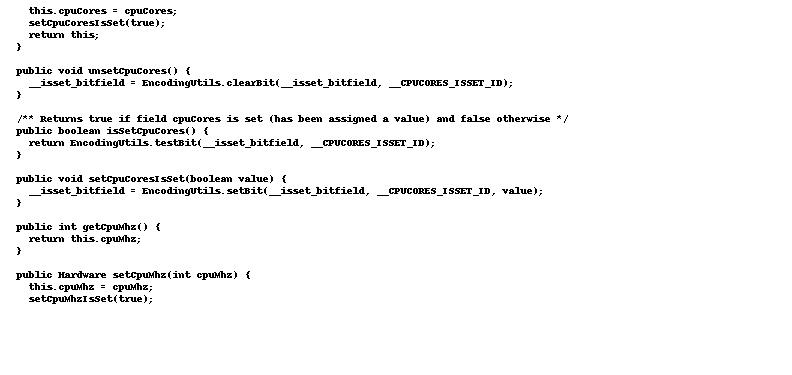 this.cpuCores = cpuCores;
setCpuCoresIsSet(true);
return this;
}
public void unsetCpuCores() {
__isset_bitfield = EncodingUtils.clearBit(__isset_bitfield, __CPUCORES_ISSET_ID);
}
/** Returns true if field cpuCores is set (has been assigned a value) and false otherwise */
public boolean isSetCpuCores() {
return EncodingUtils.testBit(__isset_bitfield, __CPUCORES_ISSET_ID);
}
public void setCpuCoresIsSet(boolean value) {
__isset_bitfield = EncodingUtils.setBit(__isset_bitfield, __CPUCORES_ISSET_ID, value);
}
public int getCpuMhz() {
return this.cpuMhz;
}
public Hardware setCpuMhz(int cpuMhz) {
this.cpuMhz = cpuMhz;
setCpuMhzIsSet(true);